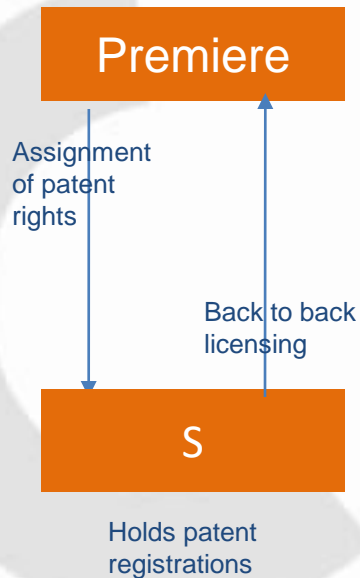 Premiere
Assignment
of patent
rights
Back to back
licensing
S
Holds patent
registrations